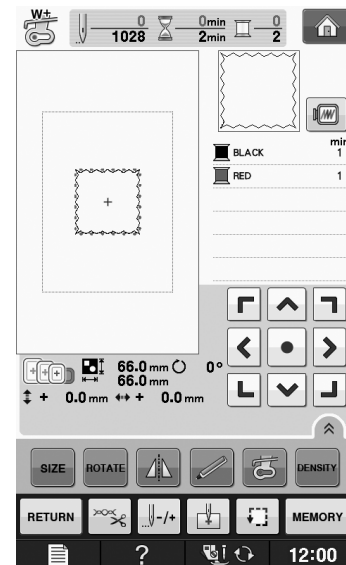 W+
0 0min 0
1028 2min 2
min
BLACK 1
RED 1
66.0 mm 0°
66.0 mm
+ 0.0 mm + 0.0 mm
SIZE ROTATE DENSITY
RETURN -/+ MEMORY
? 12:00